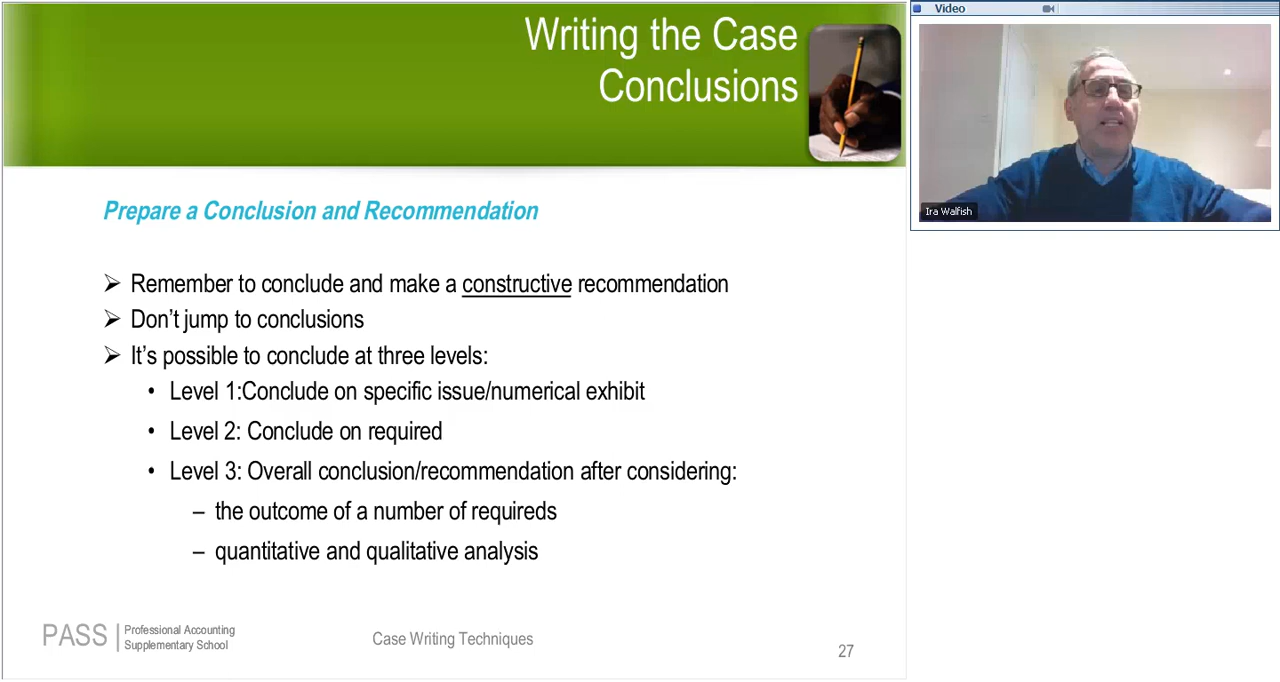 Writing the Case
Conclusions
Prepare a Conclusion and Recommendation
➢ Remember to conclude and make a constructive recommendation
➢ Don’t jump to conclusions
➢ It’s possible to conclude at three levels:
• Level 1:Conclude on specific issue/numerical exhibit
• Level 2: Conclude on required
• Level 3: Overall conclusion/recommendation after considering:
– the outcome of a number of requireds
– quantitative and qualitative analysis
PASS
Professional Accounting
Supplementary School
Case Writing Techniques
27
Video
Ira Walfish